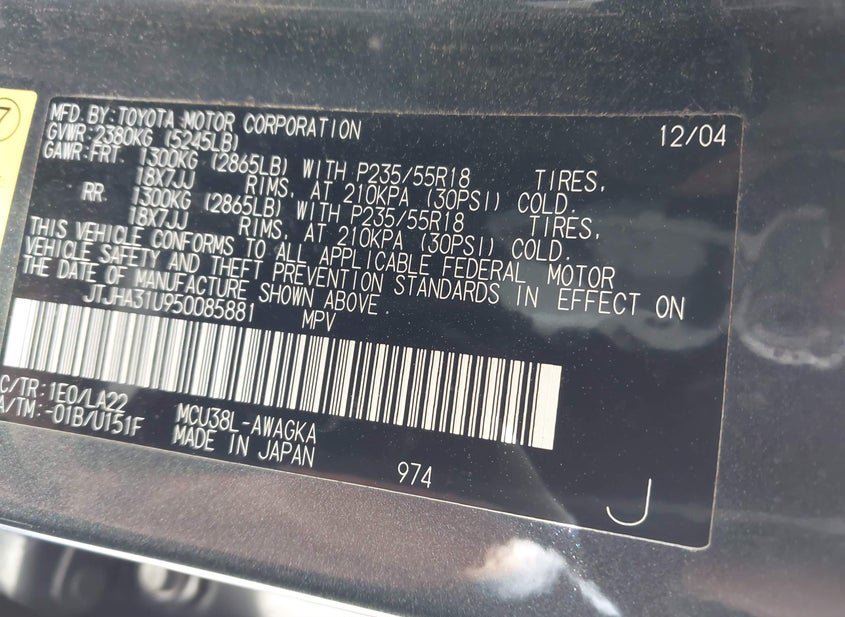 7
MFD. BY: TOYOTA MOTOR CORPORATION 12/04
GVWR: 2380KG (5245LB)
GAWR: FRT. 1300KG (2865LB) WITH P235/55R18 TIRES,
18X7JJ RIMS, AT 210KPA (30PSI) COLD.
RR. 1300KG (2865LB) WITH P235/55R18 TIRES,
18X7JJ RIMS, AT 210KPA (30PSI) COLD.
THIS VEHICLE CONFORMS TO ALL APPLICABLE FEDERAL MOTOR
VEHICLE SAFETY AND THEFT PREVENTION STANDARDS IN EFFECT ON
THE DATE OF MANUFACTURE SHOWN ABOVE.
JTJHA31U950085881 MPV
C/TR: 1E0/LA22 MCU38L-AWAGKA
A/TM: -01B/U151F MADE IN JAPAN
974
J